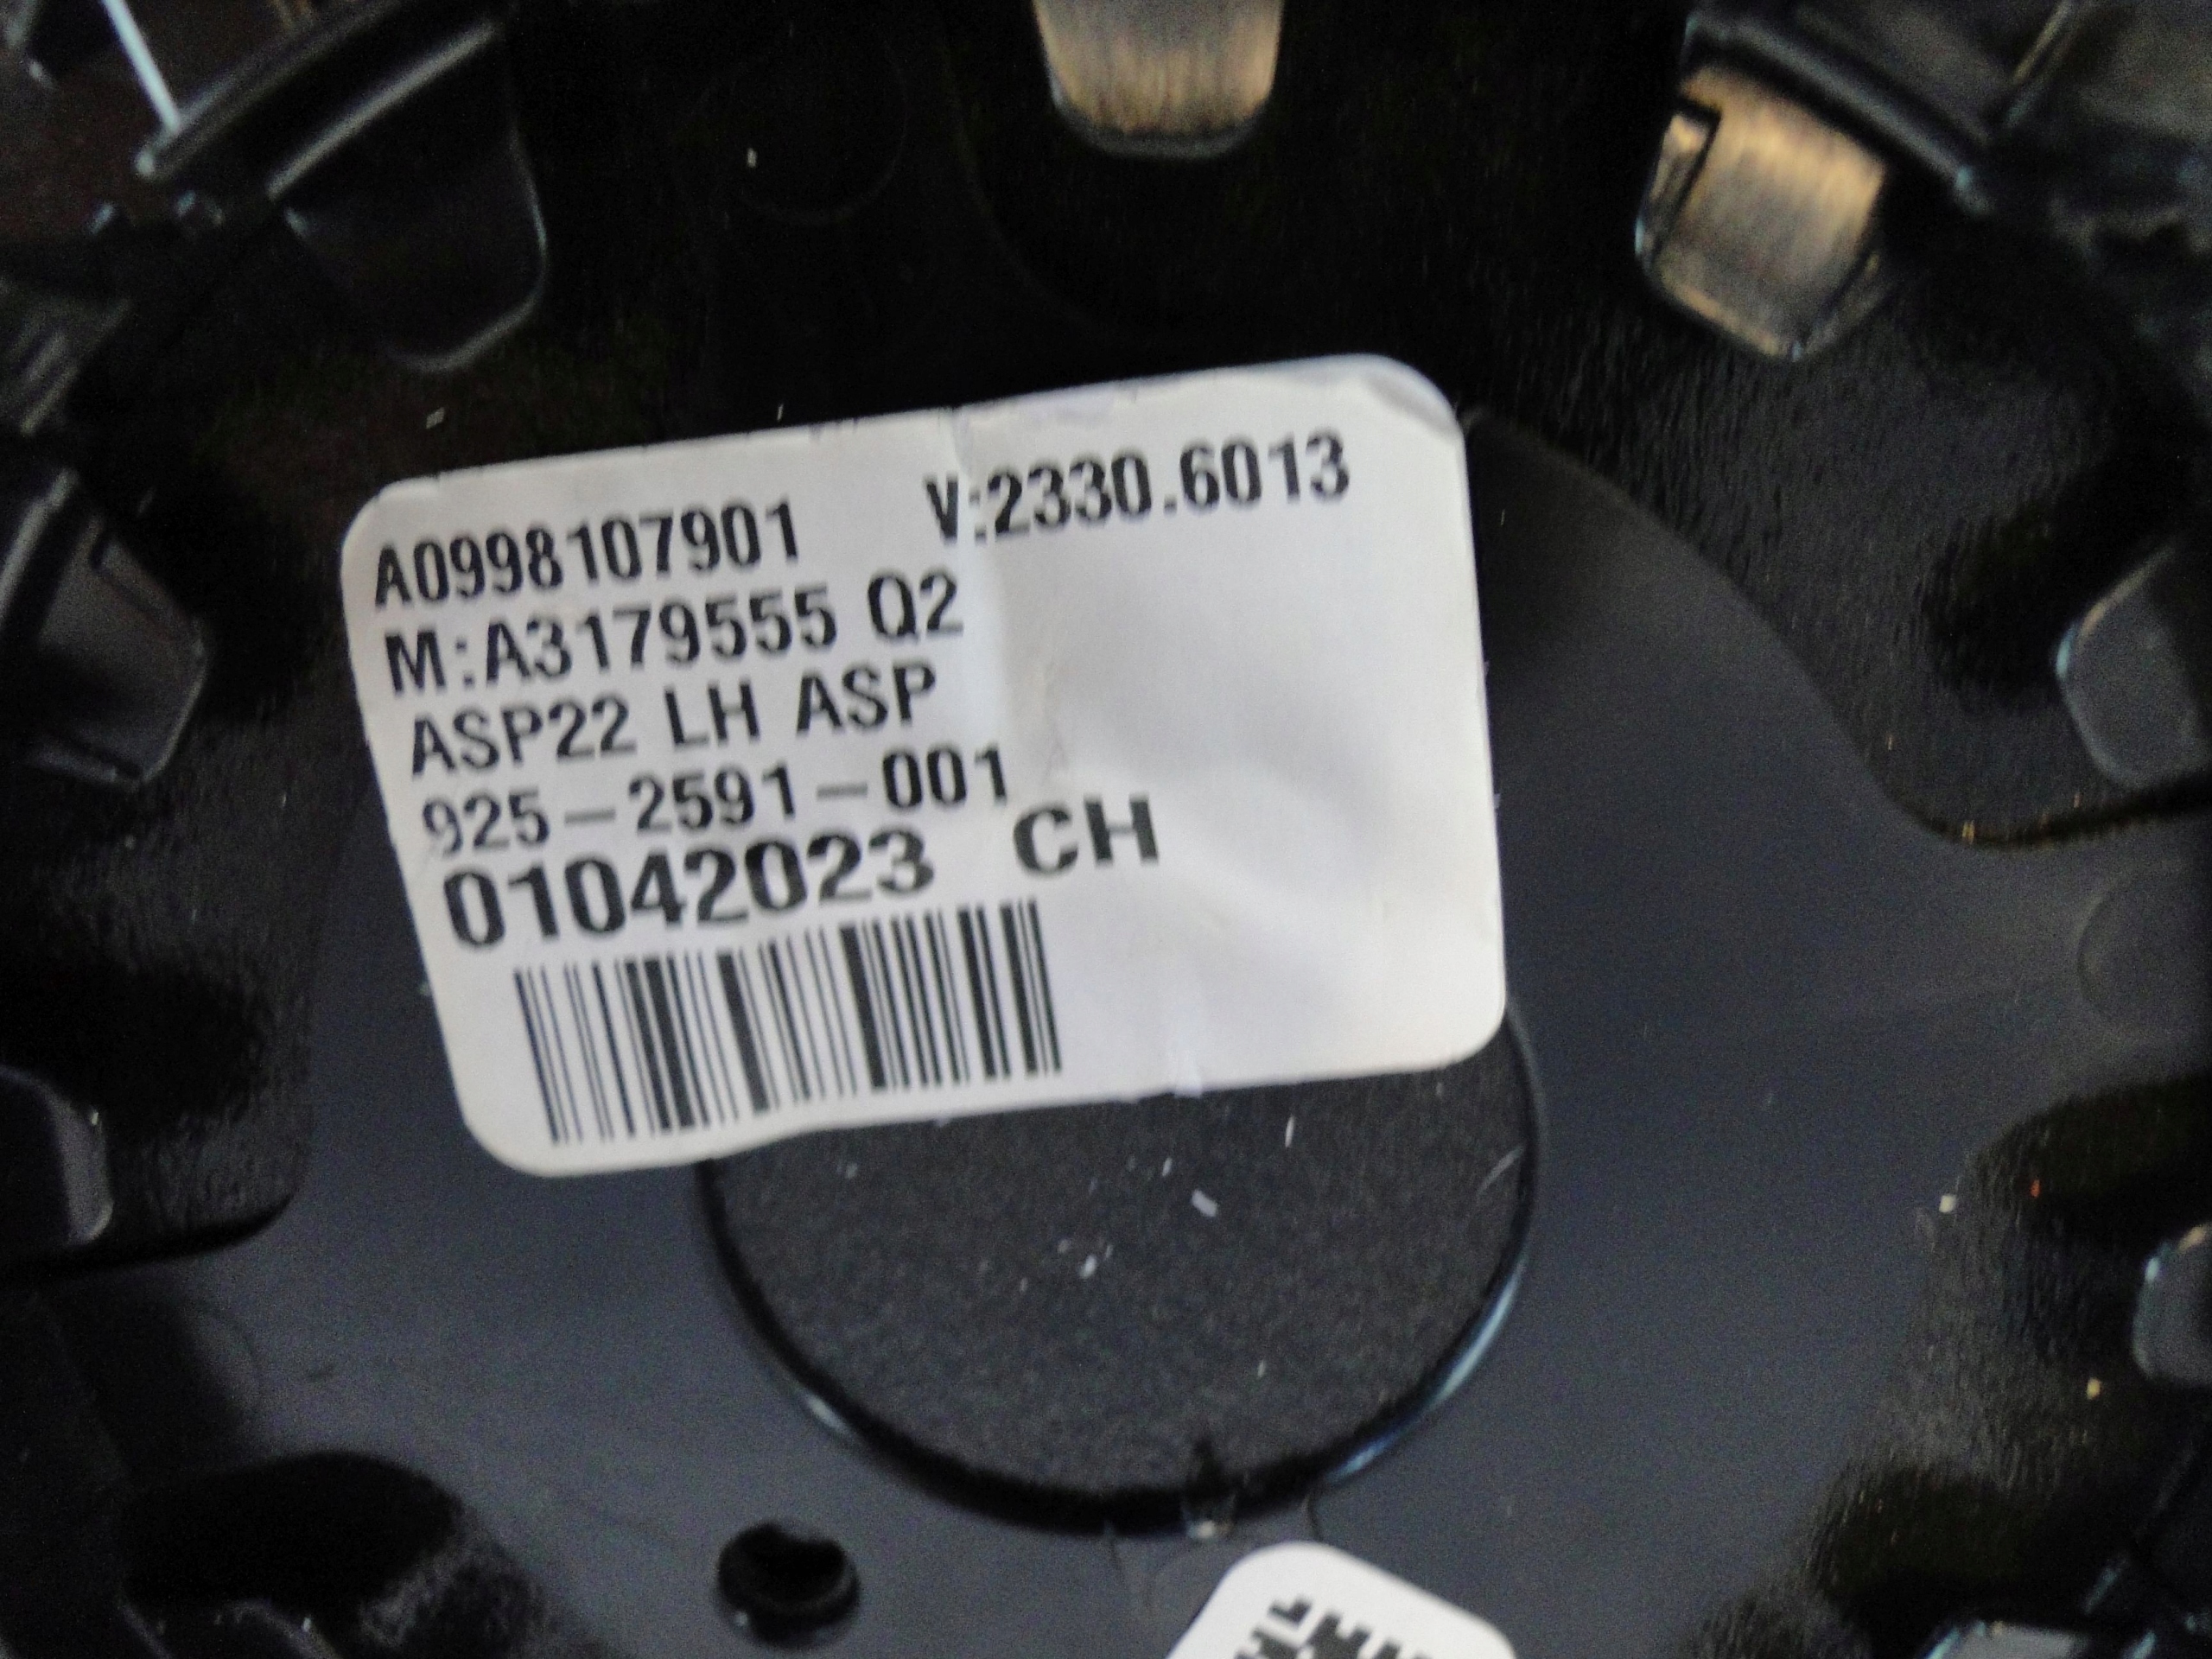 A0998107901 V:2330.6013
M:A3179555 Q2
ASP22 LH ASP
925-2591-001
01042023 CH